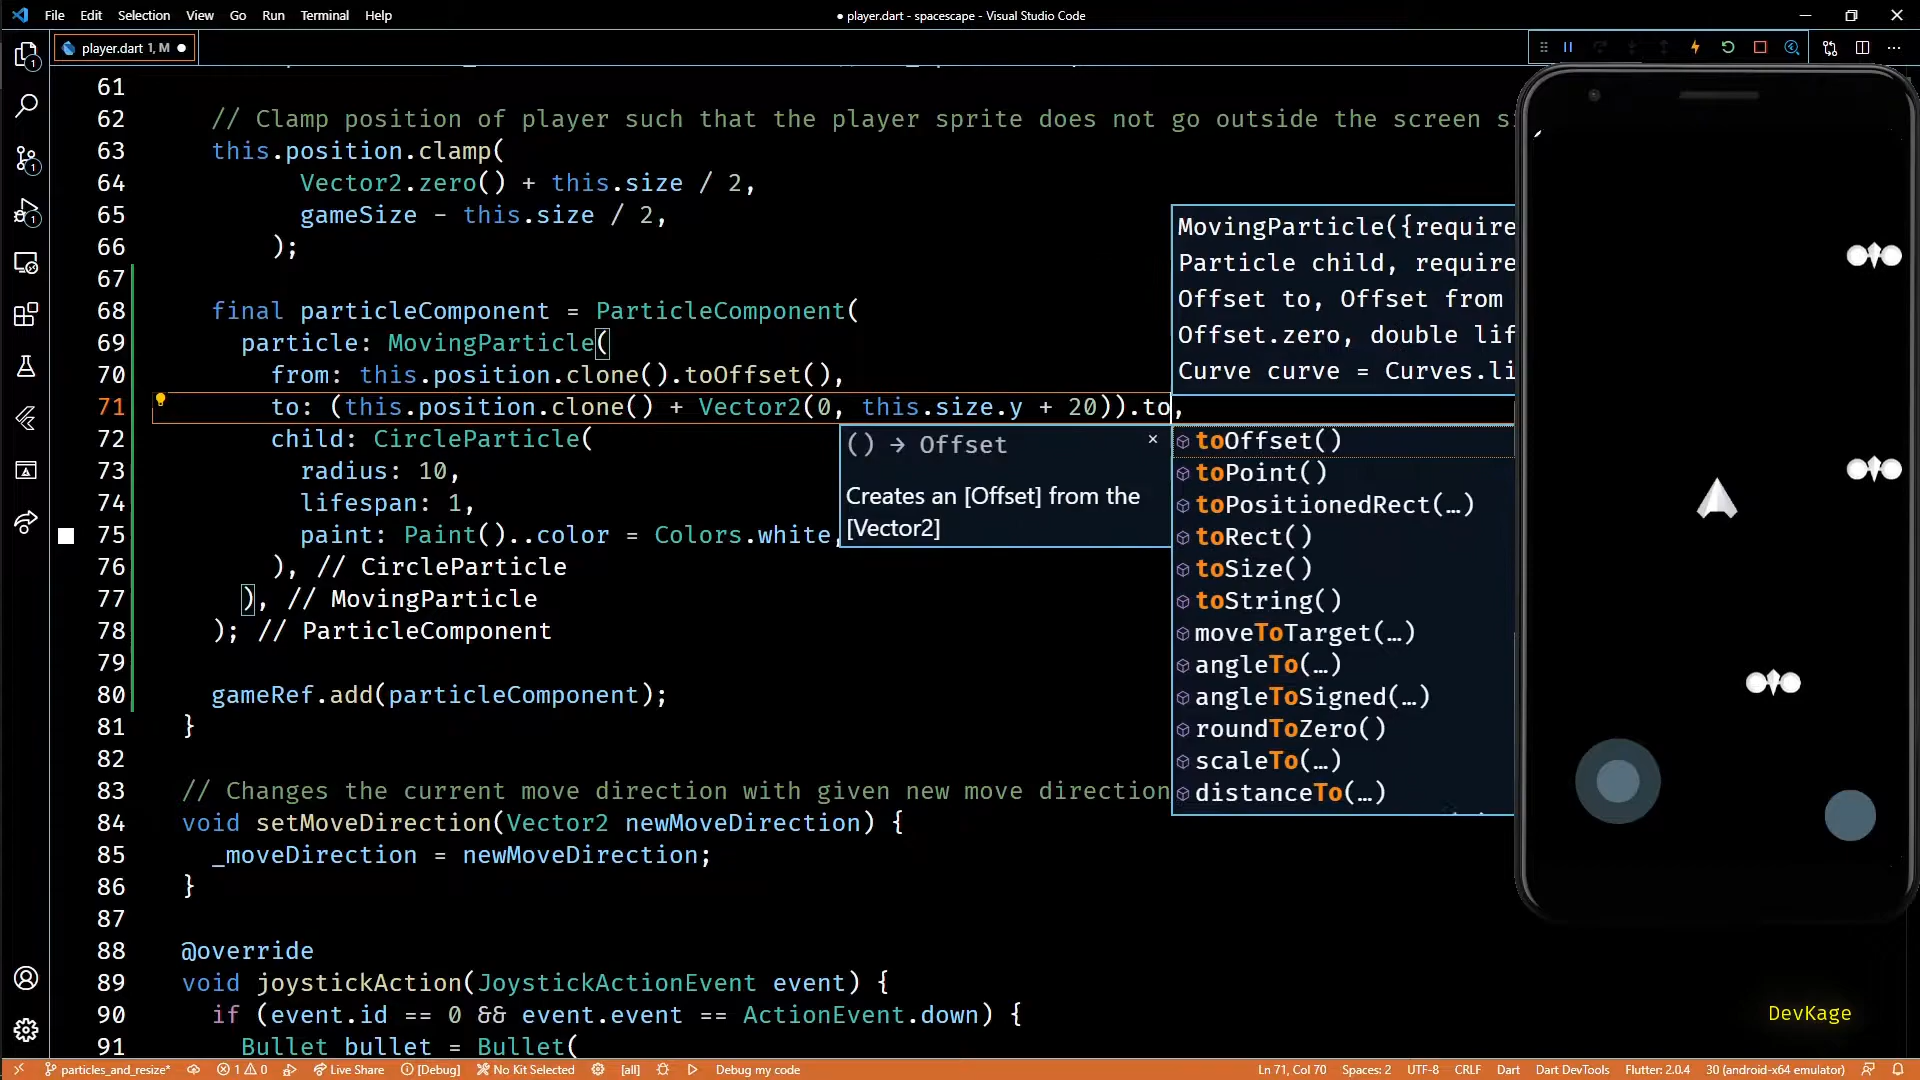 File Edit Selection View Go Run Terminal Help
● player.dart - spacescape - Visual Studio Code
player.dart 1, M ●
61
62 // Clamp position of player such that the player sprite does not go outside the screen s
63 this.position.clamp(
64 Vector2.zero() + this.size / 2,
65 gameSize - this.size / 2,
66 );
67
68 final particleComponent = ParticleComponent(
69 particle: MovingParticle(
70 from: this.position.clone().toOffset(),
71 to: (this.position.clone() + Vector2(0, this.size.y + 20)).to,
72 child: CircleParticle(
73 radius: 10,
74 lifespan: 1,
75 paint: Paint()..color = Colors.white,
76 ), // CircleParticle
77 ), // MovingParticle
78 ); // ParticleComponent
79
80 gameRef.add(particleComponent);
81 }
82
83 // Changes the current move direction with given new move direction
84 void setMoveDirection(Vector2 newMoveDirection) {
85 _moveDirection = newMoveDirection;
86 }
87
88 @override
89 void joystickAction(JoystickActionEvent event) {
90 if (event.id == 0 && event.event == ActionEvent.down) {
91 Bullet bullet = Bullet(
MovingParticle({require
Particle child, require
Offset to, Offset from
Offset.zero, double lif
Curve curve = Curves.li
() → Offset
Creates an [Offset] from the
[Vector2]
toOffset()
toPoint()
toPositionedRect(…)
toRect()
toSize()
toString()
moveToTarget(…)
angleTo(…)
angleToSigned(…)
roundToZero()
scaleTo(…)
distanceTo(…)
DevKage
particles_and_resize* 1 0 Live Share [Debug] No Kit Selected [all] Debug my code Ln 71, Col 70 Spaces: 2 UTF-8 CRLF Dart Dart DevTools Flutter: 2.0.4 30 (android-x64 emulator)